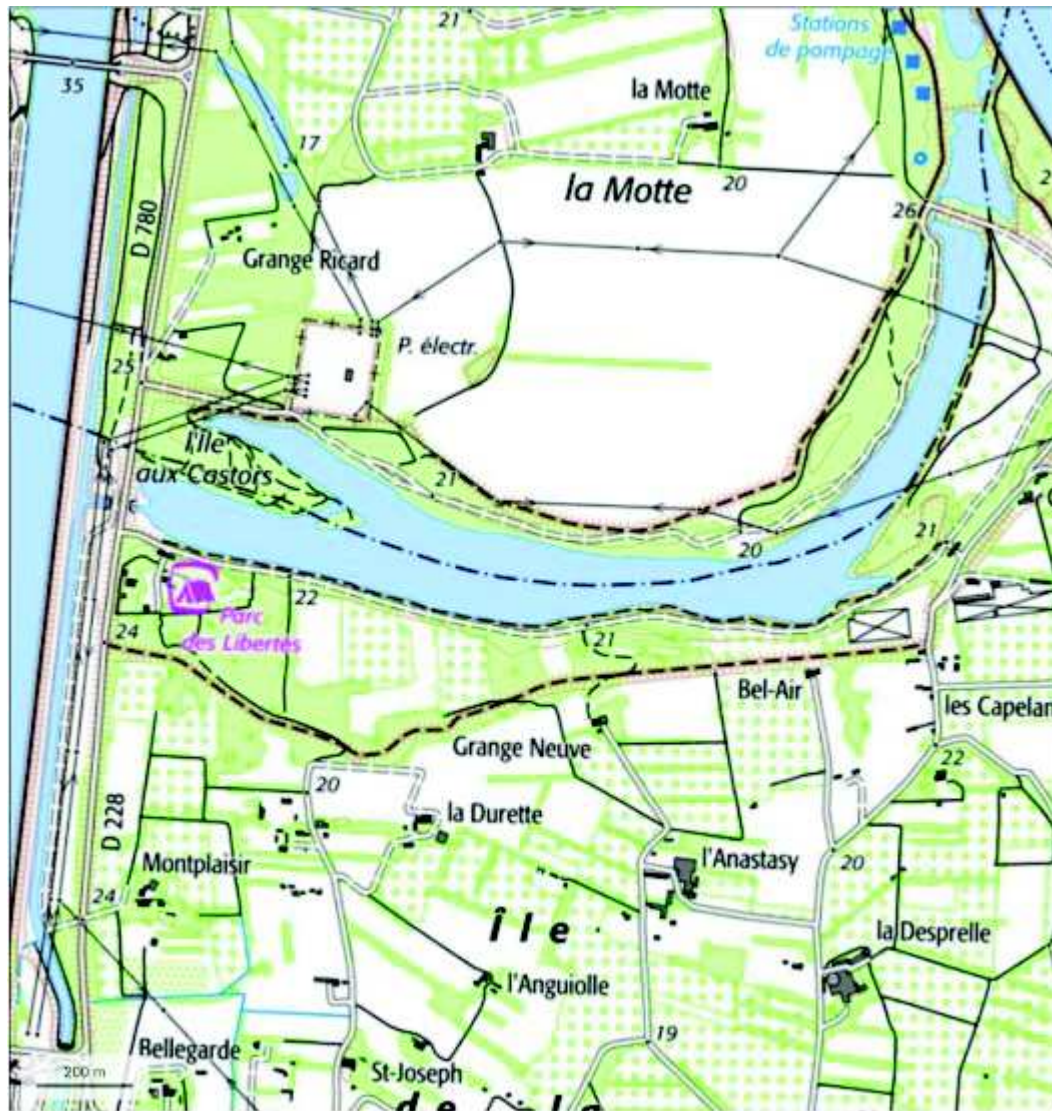 21
Stations
de pompage
35
la Motte
17
la Motte
20
26
D 780
Grange Ricard
P. électr.
25
l'Île
aux Castors
21
20
21
22
Parc
des Libertés
24
21
Bel-Air
les Capelan
Grange Neuve
22
20
la Durette
D 228
Montplaisir
l'Anastasy
20
24
Île
la Desprelle
l'Anguiolle
19
Bellegarde
St-Joseph
200 m
de la